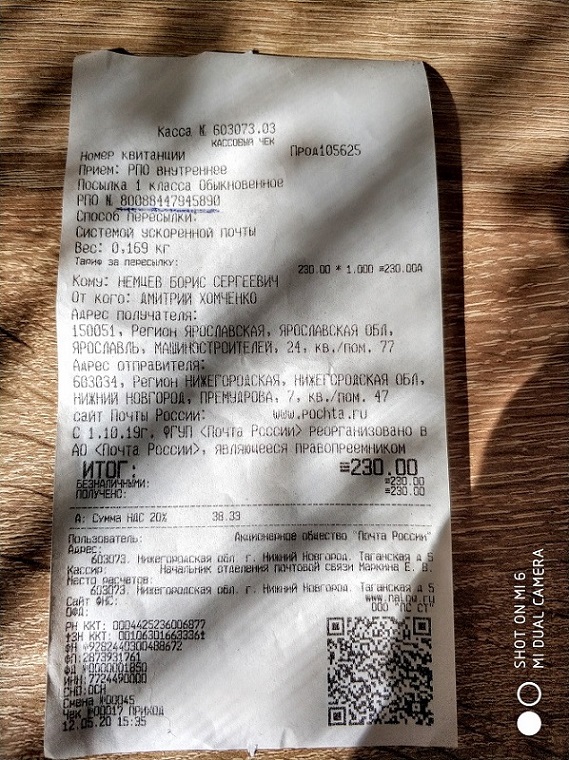 Касса № 603073.03
КАССОВЫЙ ЧЕК
Номер квитанции Прод105625
Прием: РПО внутреннее
Посылка 1 класса Обыкновенное
РПО № 80088447945890
Способ пересылки:
Системой ускоренной почты
Вес: 0,169 кг
Тариф за пересылку:
230.00 * 1.000 ≡230.00А
Кому: НЕМЦЕВ БОРИС СЕРГЕЕВИЧ
От кого: ДМИТРИЙ ХОМЧЕНКО
Адрес получателя:
150051, Регион ЯРОСЛАВСКАЯ, ЯРОСЛАВСКАЯ ОБЛ,
ЯРОСЛАВЛЬ, МАШИНОСТРОИТЕЛЕЙ, 24, кв./пом. 77
Адрес отправителя:
603034, Регион НИЖЕГОРОДСКАЯ, НИЖЕГОРОДСКАЯ ОБЛ,
НИЖНИЙ НОВГОРОД, ПРЕМУДРОВА, 7, кв./пом. 47
сайт Почты России: www.pochta.ru
С 1.10.19г. ФГУП <Почта России> реорганизовано в
АО <Почта России>, являющееся правопреемником
ИТОГ: ≡230.00
БЕЗНАЛИЧНЫМИ: ≡230.00
ПОЛУЧЕНО: ≡230.00
А: Сумма НДС 20% 38.33
Пользователь: Акционерное общество "Почта России"
Адрес:
603073, Нижегородская обл г. Нижний Новгород, Таганская д 5
Кассир: Начальник отделения почтовой связи Маркина Е. В.
Место расчетов:
603073, Нижегородская обл. г. Нижний Новгород, Таганская д 5
Сайт ФНС: www.nalog.ru
ОФД: ООО "ПС СТ"
РН ККТ: 0004425236006877
ЗН ККТ: 001063016633361
ФН №9282440300488672
ФП:2873931761
ФД №0000001850
ИНН:7724490000
СНО:ОСН
Смена №00045
Чек №00017 ПРИХОД
12.05.20 15:35
SHOT ON MI 6
MI DUAL CAMERA